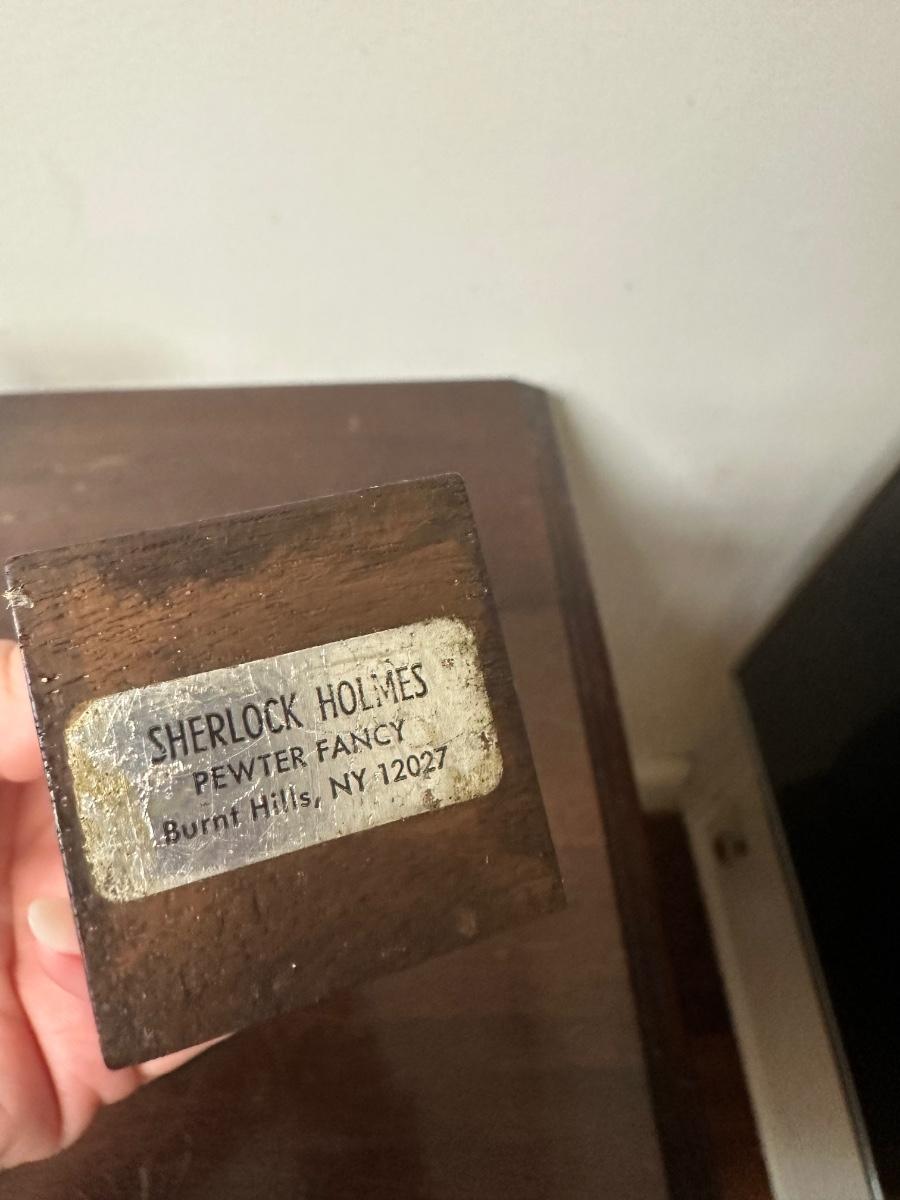 SHERLOCK HOLMES
PEWTER FANCY
Burnt Hills, NY 12027